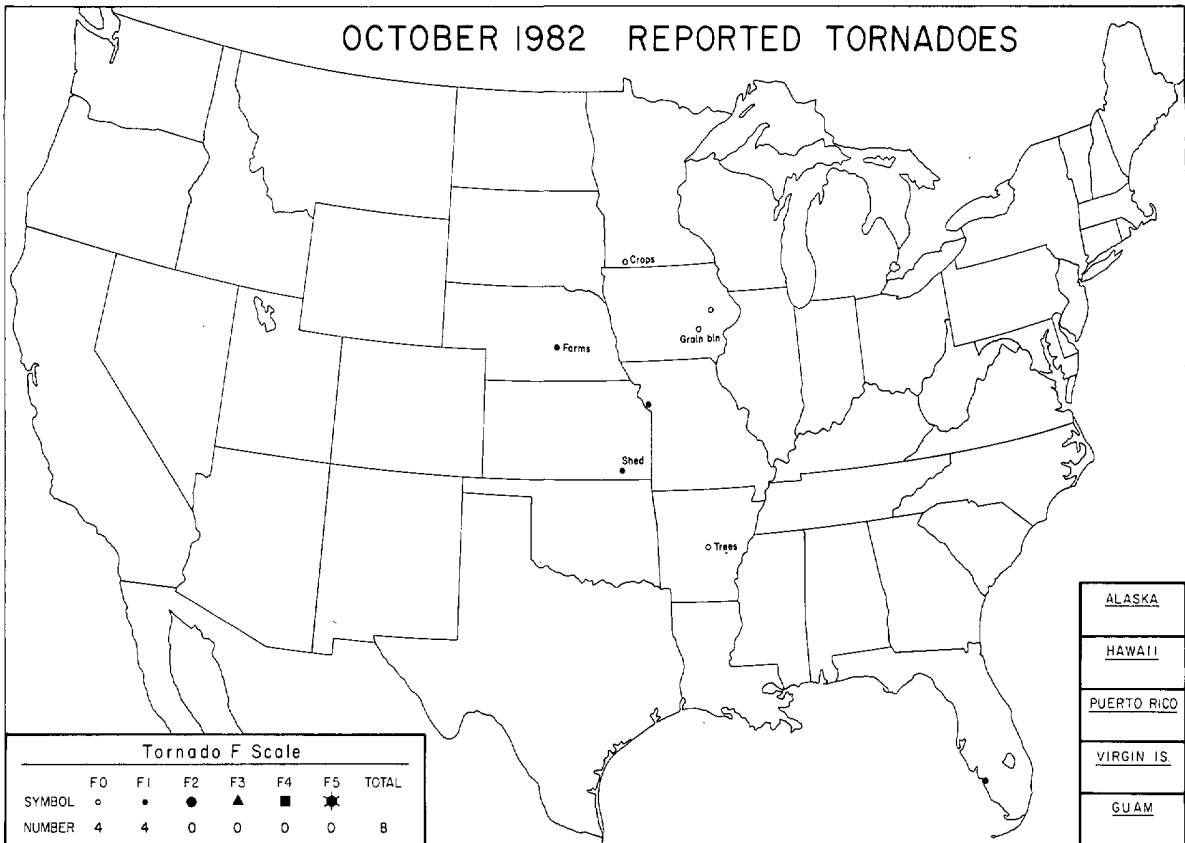 OCTOBER 1982 REPORTED TORNADOES
Crops
Grain bin
Farms
Shed
Trees
ALASKA
HAWAII
PUERTO RICO
VIRGIN IS.
GUAM
Tornado F Scale
F0 F1 F2 F3 F4 F5 TOTAL
SYMBOL
NUMBER 4 4 0 0 0 0 8